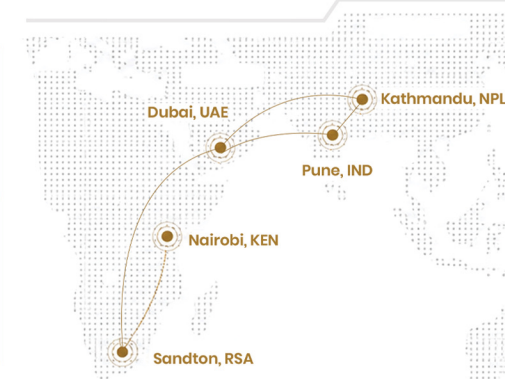 Dubai, UAE
Kathmandu, NPL
Pune, IND
Nairobi, KEN
Sandton, RSA